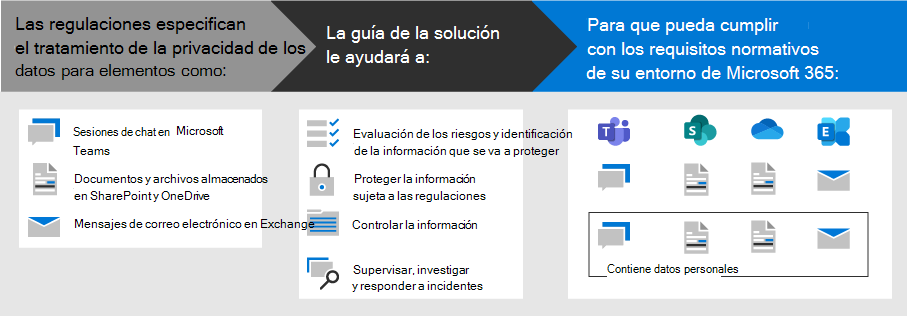 Las regulaciones especifican
el tratamiento de la privacidad de los
datos para elementos como:
La guía de la solución
le ayudará a:
Para que pueda cumplir
con los requisitos normativos
de su entorno de Microsoft 365:
Sesiones de chat en Microsoft
Teams
Documentos y archivos almacenados
en SharePoint y OneDrive
Mensajes de correo electrónico en Exchange
Evaluación de los riesgos y identificación
de la información que se va a proteger
Proteger la información
sujeta a las regulaciones
Controlar la información
Supervisar, investigar
y responder a incidentes
T
S
E
Contiene datos personales